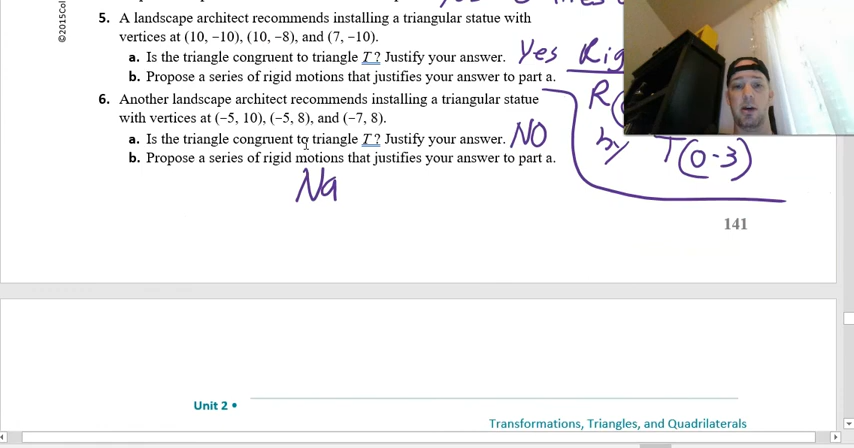 5. A landscape architect recommends installing a triangular statue with
vertices at (10, −10), (10, −8), and (7, −10).
a. Is the triangle congruent to triangle T? Justify your answer. Yes Rig
b. Propose a series of rigid motions that justifies your answer to part a.
6. Another landscape architect recommends installing a triangular statue R(
with vertices at (−5, 10), (−5, 8), and (−7, 8).
a. Is the triangle congruent to triangle T? Justify your answer. NO by T(0-3)
b. Propose a series of rigid motions that justifies your answer to part a.
Na
141
Unit 2 •
Transformations, Triangles, and Quadrilaterals
©2015Col